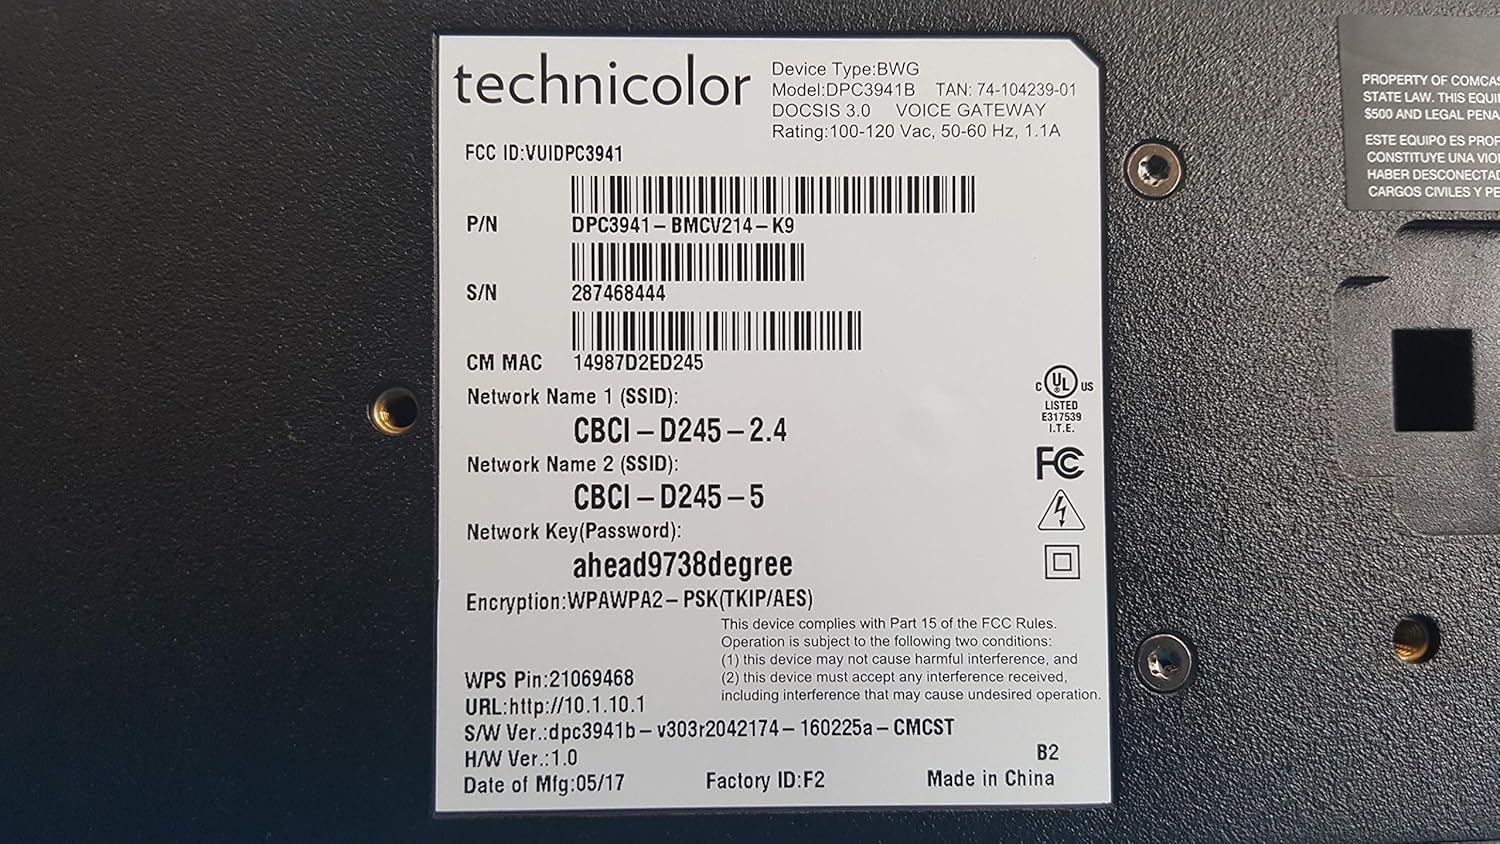 technicolor
Device Type:BWG
Model:DPC3941B TAN: 74-104239-01
DOCSIS 3.0 VOICE GATEWAY
Rating:100-120 Vac, 50-60 Hz, 1.1A
FCC ID:VUIDPC3941
P/N DPC3941-BMCV214-K9
S/N 287468444
CM MAC 14987D2ED245
Network Name 1 (SSID):
CBCI-D245-2.4
Network Name 2 (SSID):
CBCI-D245-5
Network Key(Password):
ahead9738degree
Encryption:WPAWPA2-PSK(TKIP/AES)
This device complies with Part 15 of the FCC Rules.
Operation is subject to the following two conditions:
(1) this device may not cause harmful interference, and
(2) this device must accept any interference received,
including interference that may cause undesired operation.
WPS Pin:21069468
URL:http://10.1.10.1
S/W Ver.:dpc3941b-v303r2042174-160225a-CMCST
H/W Ver.:1.0
B2
Date of Mfg:05/17 Factory ID:F2 Made in China
C UL US
LISTED
E317539
I.T.E.
FC
PROPERTY OF
STATE LAW. THIS
$500 AND LEGAL
ESTE EQUIPO ES
CONSTITUYE UNA
HABER
CARGOS CIVILES Y